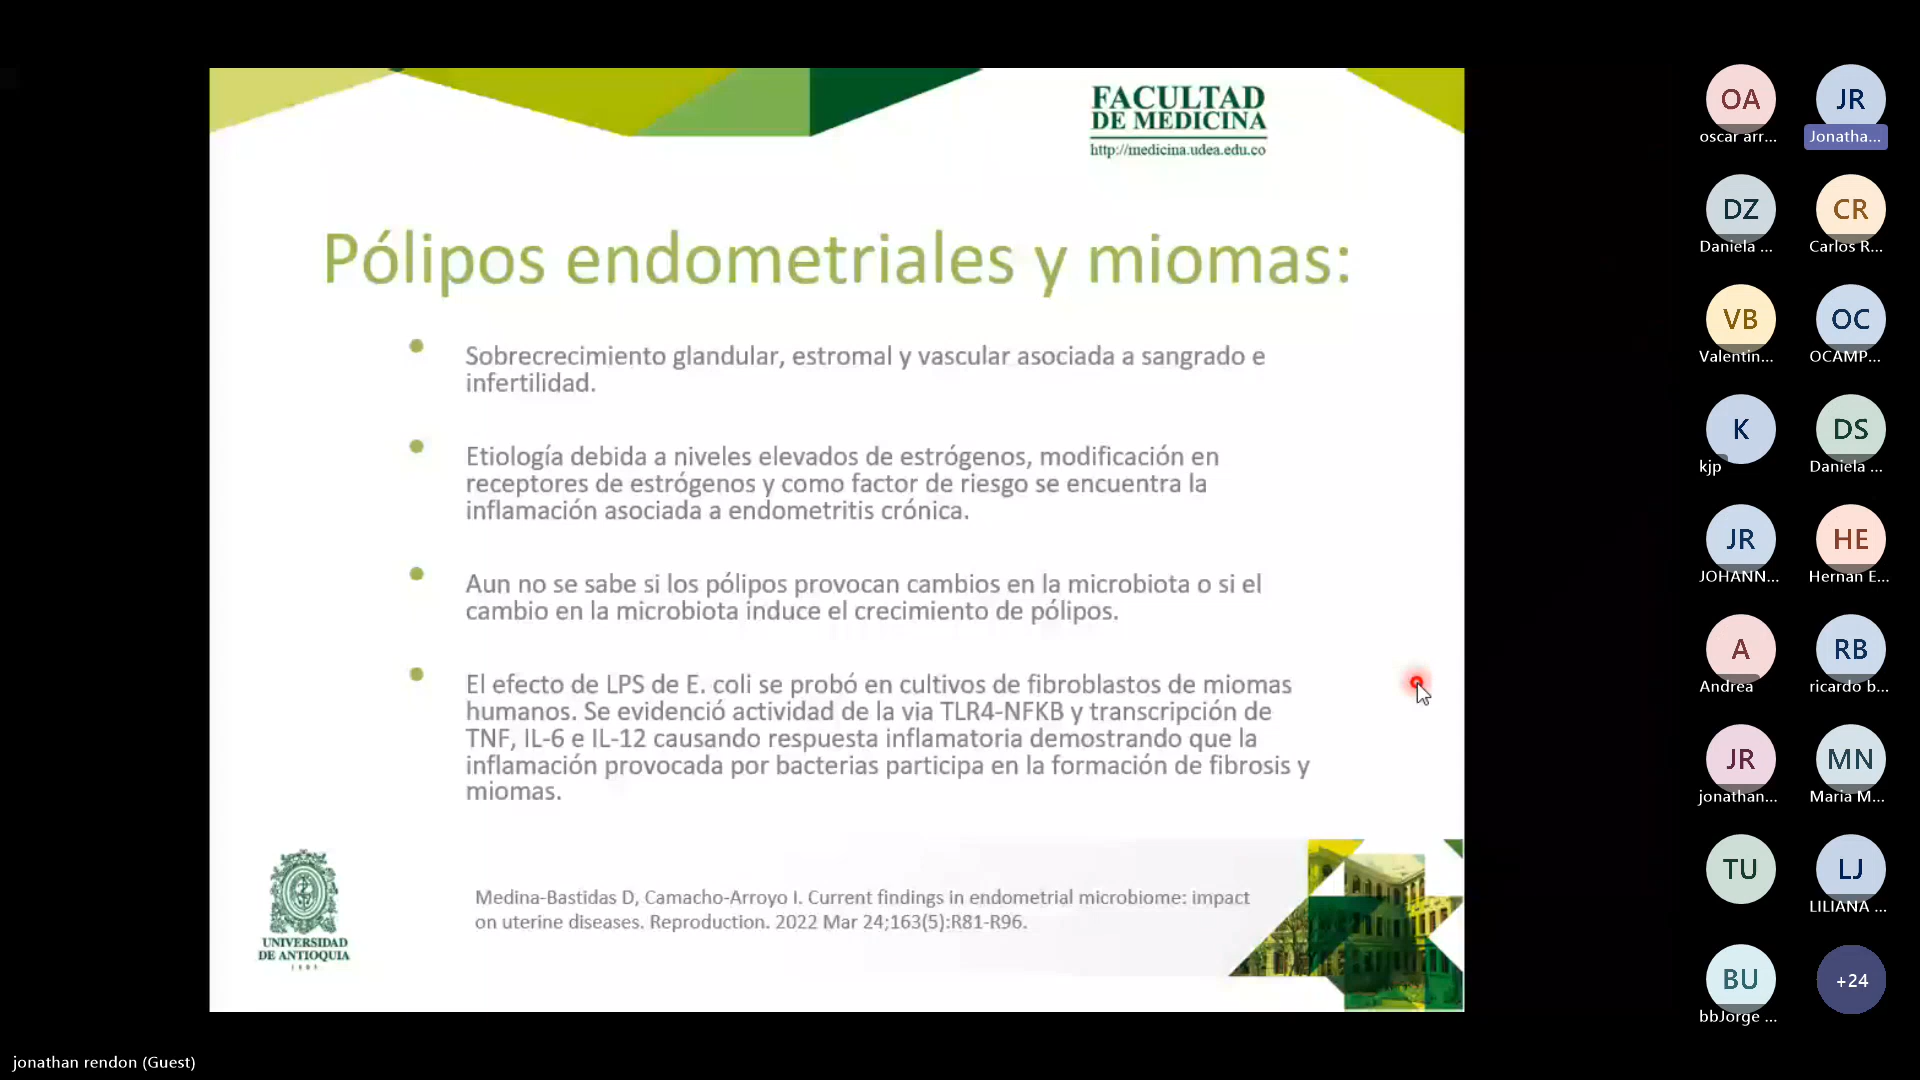 FACULTAD
DE MEDICINA
http://medicina.udea.edu.co
Pólipos endometriales y miomas:
Sobrecrecimiento glandular, estromal y vascular asociada a sangrado e
infertilidad.
Etiología debida a niveles elevados de estrógenos, modificación en
receptores de estrógenos y como factor de riesgo se encuentra la
inflamación asociada a endometritis crónica.
Aun no se sabe si los pólipos provocan cambios en la microbiota o si el
cambio en la microbiota induce el crecimiento de pólipos.
El efecto de LPS de E. coli se probó en cultivos de fibroblastos de miomas
humanos. Se evidenció actividad de la via TLR4-NFKB y transcripción de
TNF, IL-6 e IL-12 causando respuesta inflamatoria demostrando que la
inflamación provocada por bacterias participa en la formación de fibrosis y
miomas.
Medina-Bastidas D, Camacho-Arroyo I. Current findings in endometrial microbiome: impact
on uterine diseases. Reproduction. 2022 Mar 24;163(5):R81-R96.
UNIVERSIDAD
DE ANTIOQUIA
1803
OA JR
oscar arr... Jonatha...
DZ CR
Daniela ... Carlos R...
VB OC
Valentin... OCAMP...
K DS
kjp Daniela ...
JR HE
JOHANN... Hernan E...
A RB
Andrea ricardo b...
JR MN
jonathan... Maria M...
TU LJ
LILIANA ...
BU +24
bbJorge ...
jonathan rendon (Guest)